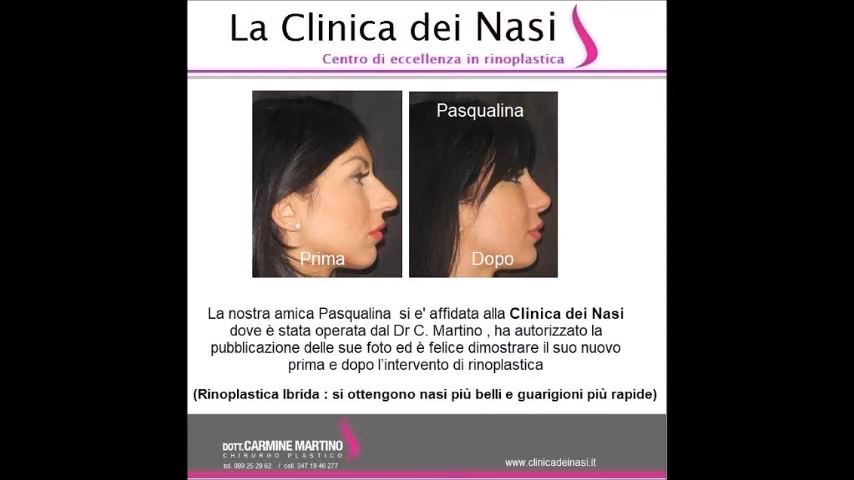 La Clinica dei Nasi
Centro di eccellenza in rinoplastica
Pasqualina
Prima
Dopo
La nostra amica Pasqualina si e' affidata alla Clinica dei Nasi
dove è stata operata dal Dr C. Martino , ha autorizzato la
pubblicazione delle sue foto ed è felice dimostrare il suo nuovo
prima e dopo l'intervento di rinoplastica
(Rinoplastica Ibrida : si ottengono nasi più belli e guarigioni più rapide)
DOTT. CARMINE MARTINO
CHIRURGO PLASTICO
tel. 089 25 28 62 / cell. 347 19 46 277
www.clinicadeinasi.it